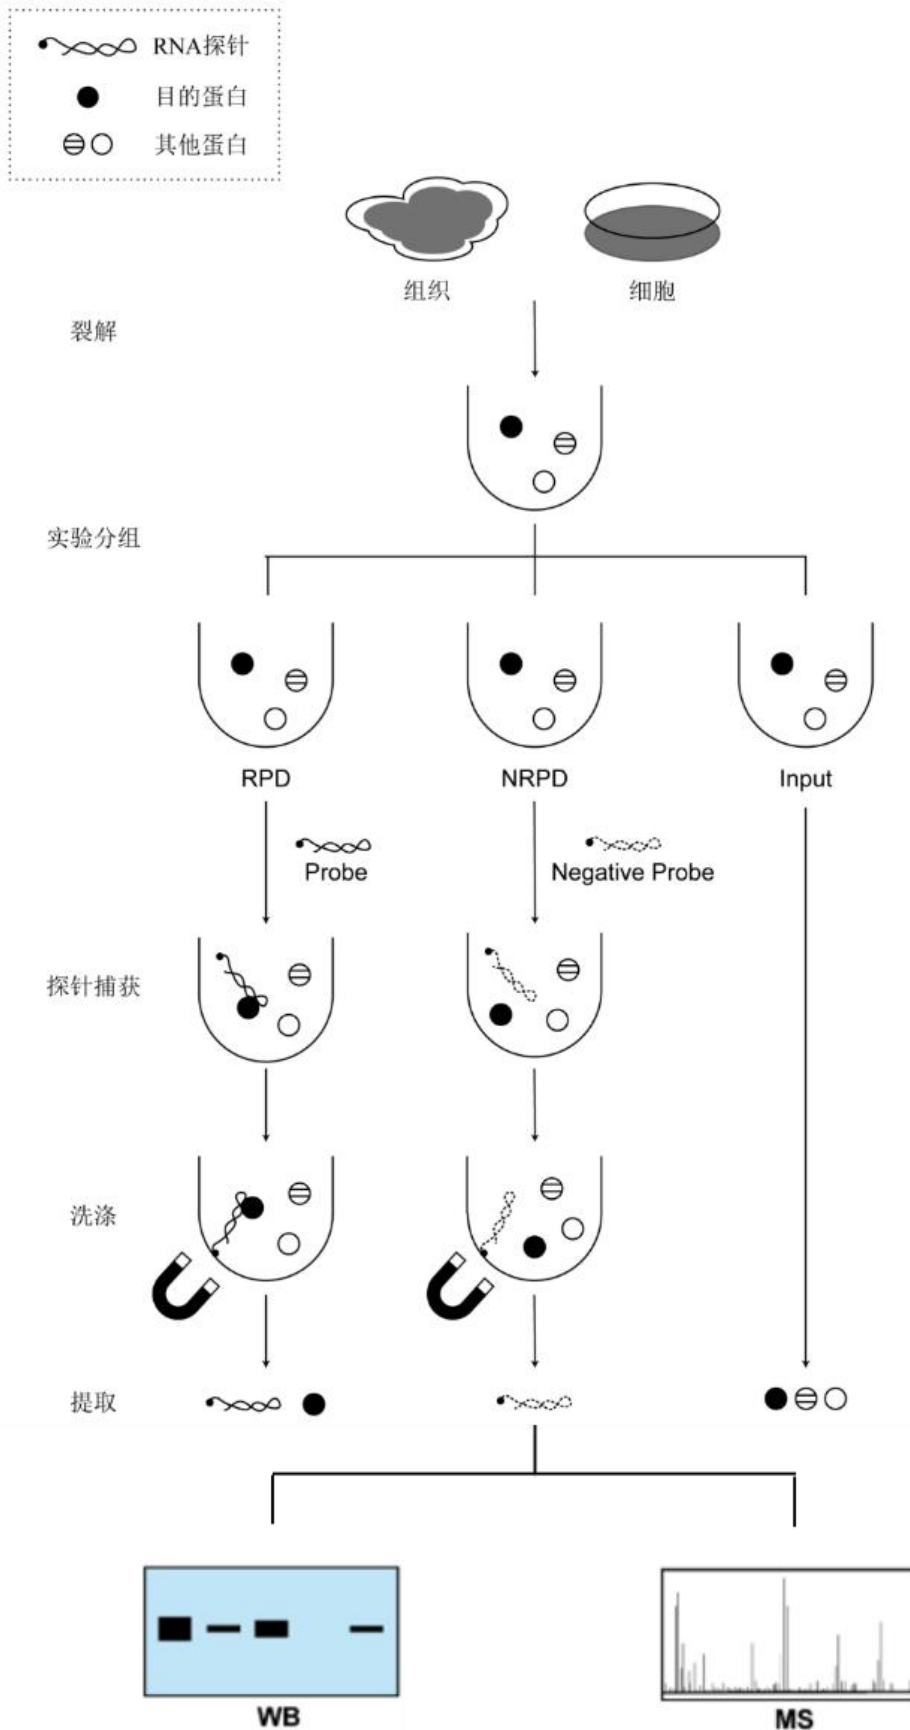 RNA探针
目的蛋白
其他蛋白
组织
细胞
裂解
实验分组
RPD
NRPD
Input
Probe
Negative Probe
探针捕获
洗涤
提取
WB
MS